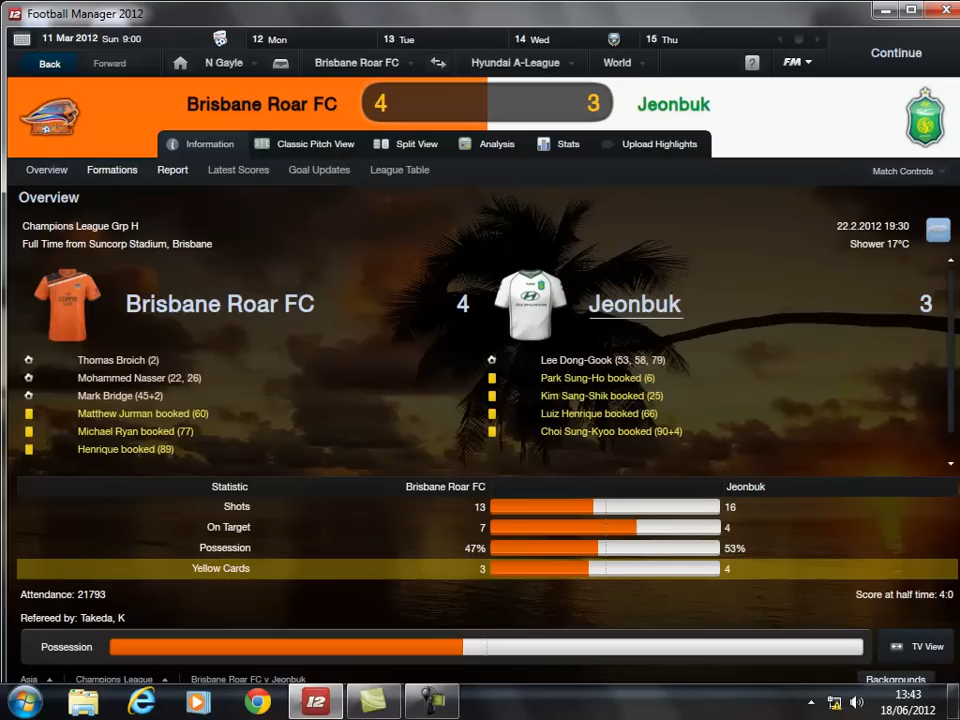 Football Manager 2012
11 Mar 2012 Sun 9:00
12 Mon
13 Tue
14 Wed
15 Thu
Continue
Back
Forward
N Gayle
Brisbane Roar FC
Hyundai A-League
World
?
FM
Brisbane Roar FC 4 3 Jeonbuk
Information
Classic Pitch View
Split View
Analysis
Stats
Upload Highlights
Overview
Formations
Report
Latest Scores
Goal Updates
League Table
Match Controls
Overview
Champions League Grp H
22.2.2012 19:30
Full Time from Suncorp Stadium, Brisbane
Shower 17°C
Brisbane Roar FC 4
Jeonbuk 3
Thomas Broich (2)
Mohammed Nasser (22, 26)
Mark Bridge (45+2)
Matthew Jurman booked (60)
Michael Ryan booked (77)
Henrique booked (89)
Lee Dong-Gook (53, 58, 79)
Park Sung-Ho booked (6)
Kim Sang-Shik booked (25)
Luiz Henrique booked (66)
Choi Sung-Kyoo booked (90+4)
Statistic Brisbane Roar FC Jeonbuk
Shots 13 16
On Target 7 4
Possession 47% 53%
Yellow Cards 3 4
Attendance: 21793
Score at half time: 4:0
Refereed by: Takeda, K
Possession
TV View
Asia
Champions League
Brisbane Roar FC v Jeonbuk
Backgrounds
12
13:43
18/06/2012